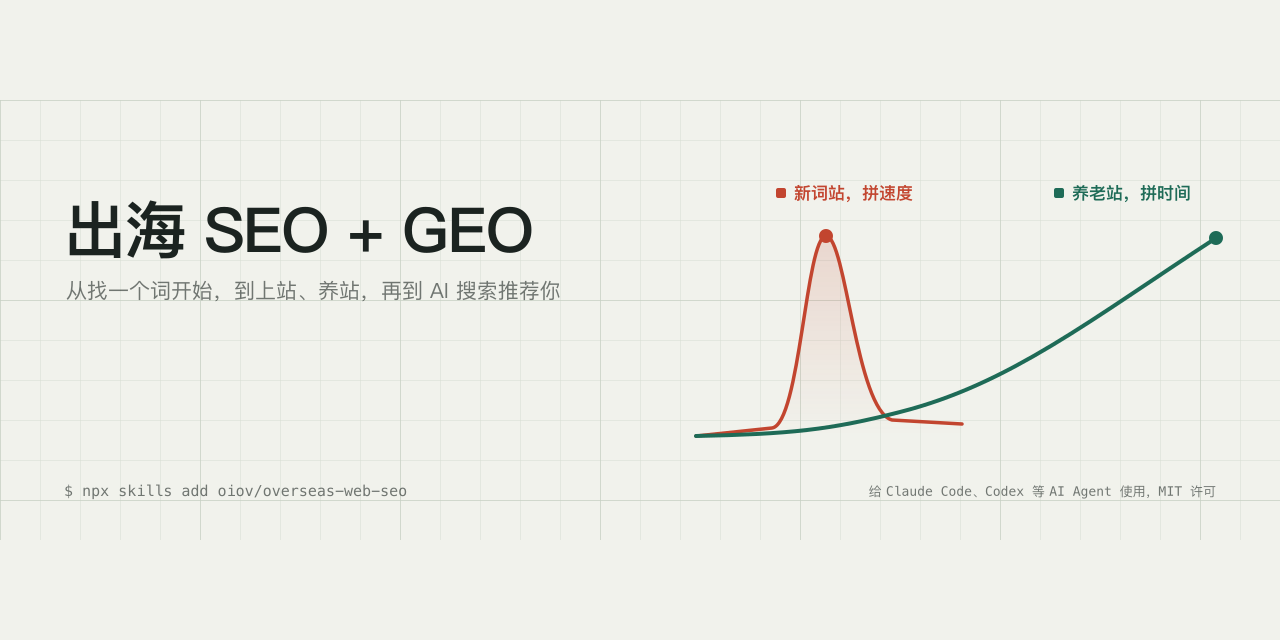 出海 SEO + GEO
从找一个词开始，到上站、养站，再到 AI 搜索推荐你
新词站，拼速度
养老站，拼时间
$ npx skills add oiov/overseas-web-seo
给 Claude Code、Codex 等 AI Agent 使用，MIT 许可